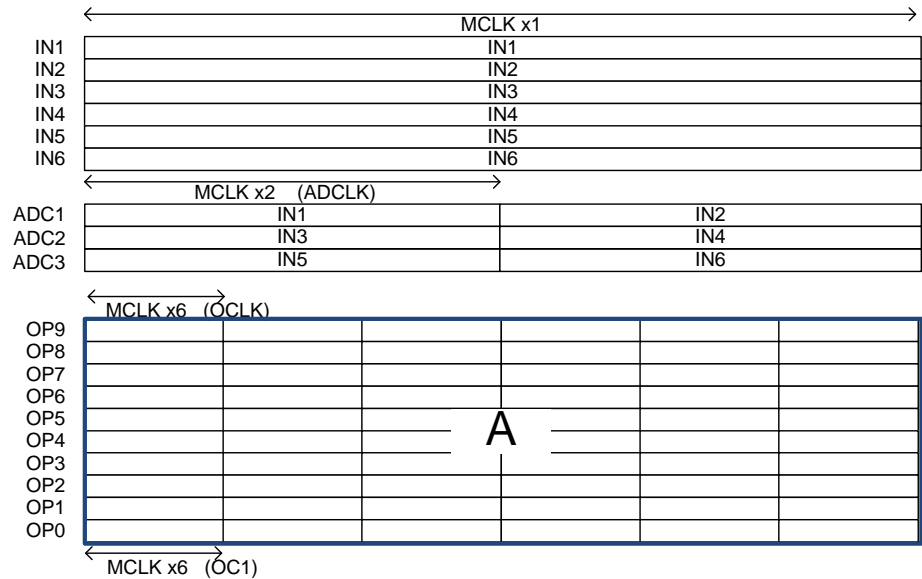 MCLK x1
IN1 IN1
IN2 IN2
IN3 IN3
IN4 IN4
IN5 IN5
IN6 IN6
MCLK x2 (ADCLK)
ADC1 IN1 IN2
ADC2 IN3 IN4
ADC3 IN5 IN6
MCLK x6 (OCLK)
OP9
OP8
OP7
OP6
OP5
A
OP4
OP3
OP2
OP1
OP0
MCLK x6 (OC1)